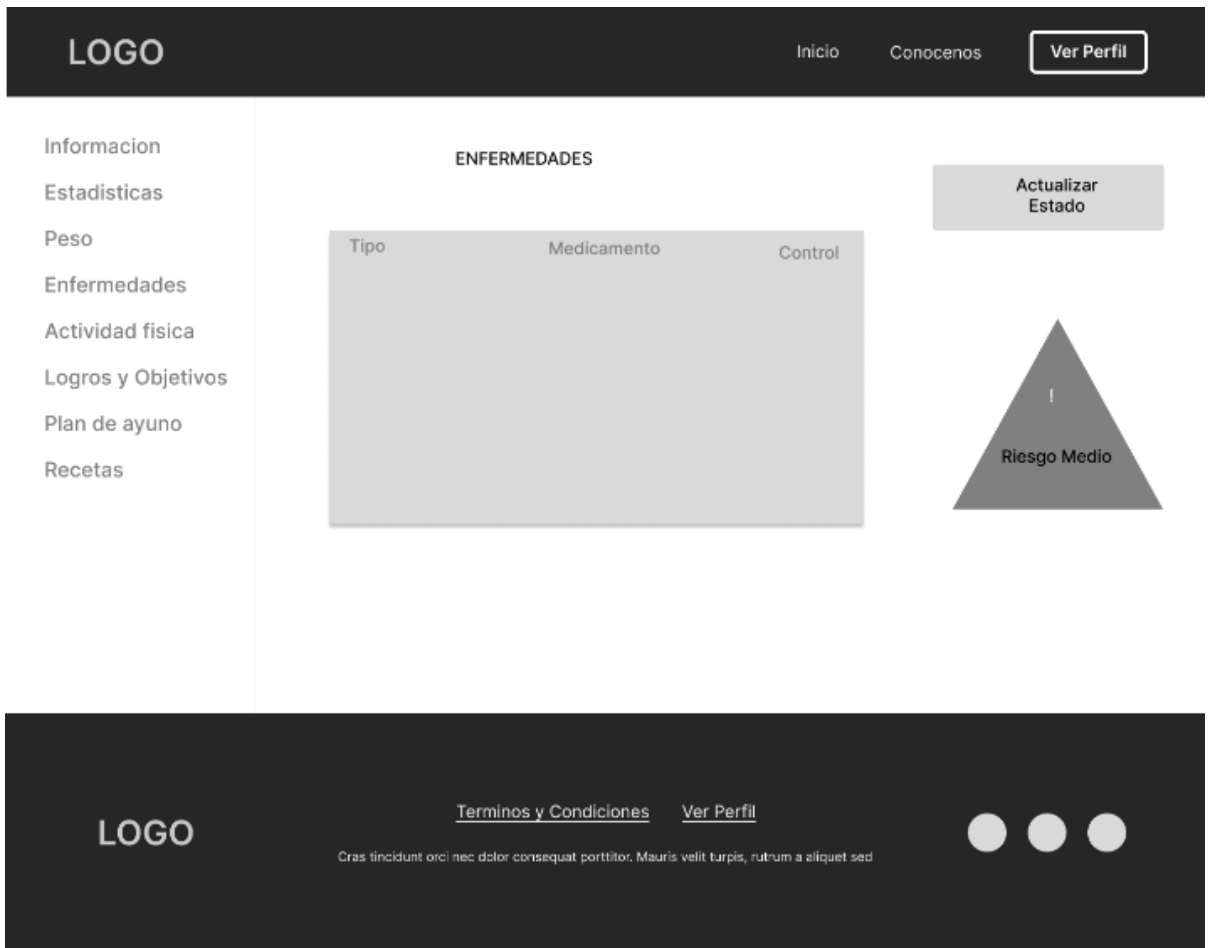 LOGO
Inicio
Conocenos
Ver Perfil
Informacion
Estadisticas
Peso
Enfermedades
Actividad fisica
Logros y Objetivos
Plan de ayuno
Recetas
ENFERMEDADES
Tipo
Medicamento
Control
Actualizar
Estado
!
Riesgo Medio
LOGO
Terminos y Condiciones
Ver Perfil
Cras tincidunt orci nec dolor consequat porttitor. Mauris velit turpis, rutrum a aliquet sed